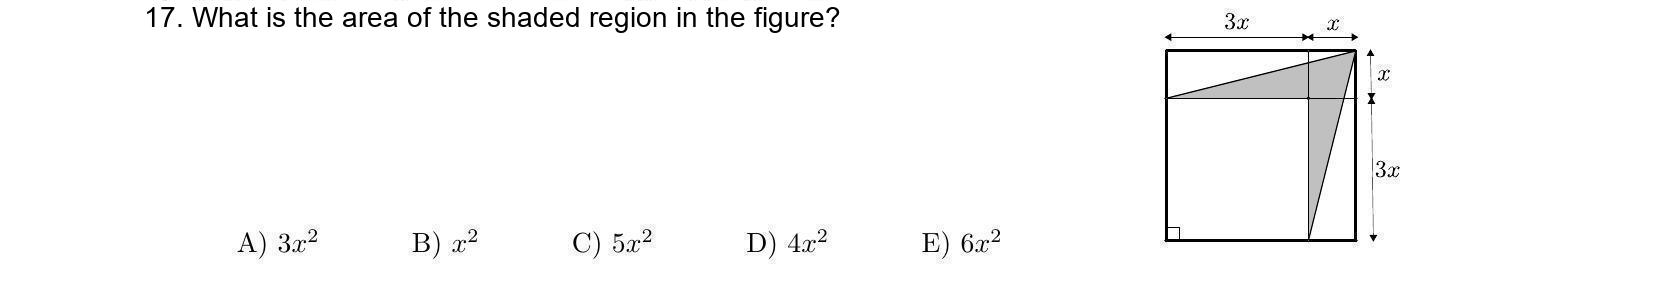 17. What is the area of the shaded region in the figure?
3x x
x
3x
A) 3x² B) x² C) 5x² D) 4x² E) 6x²